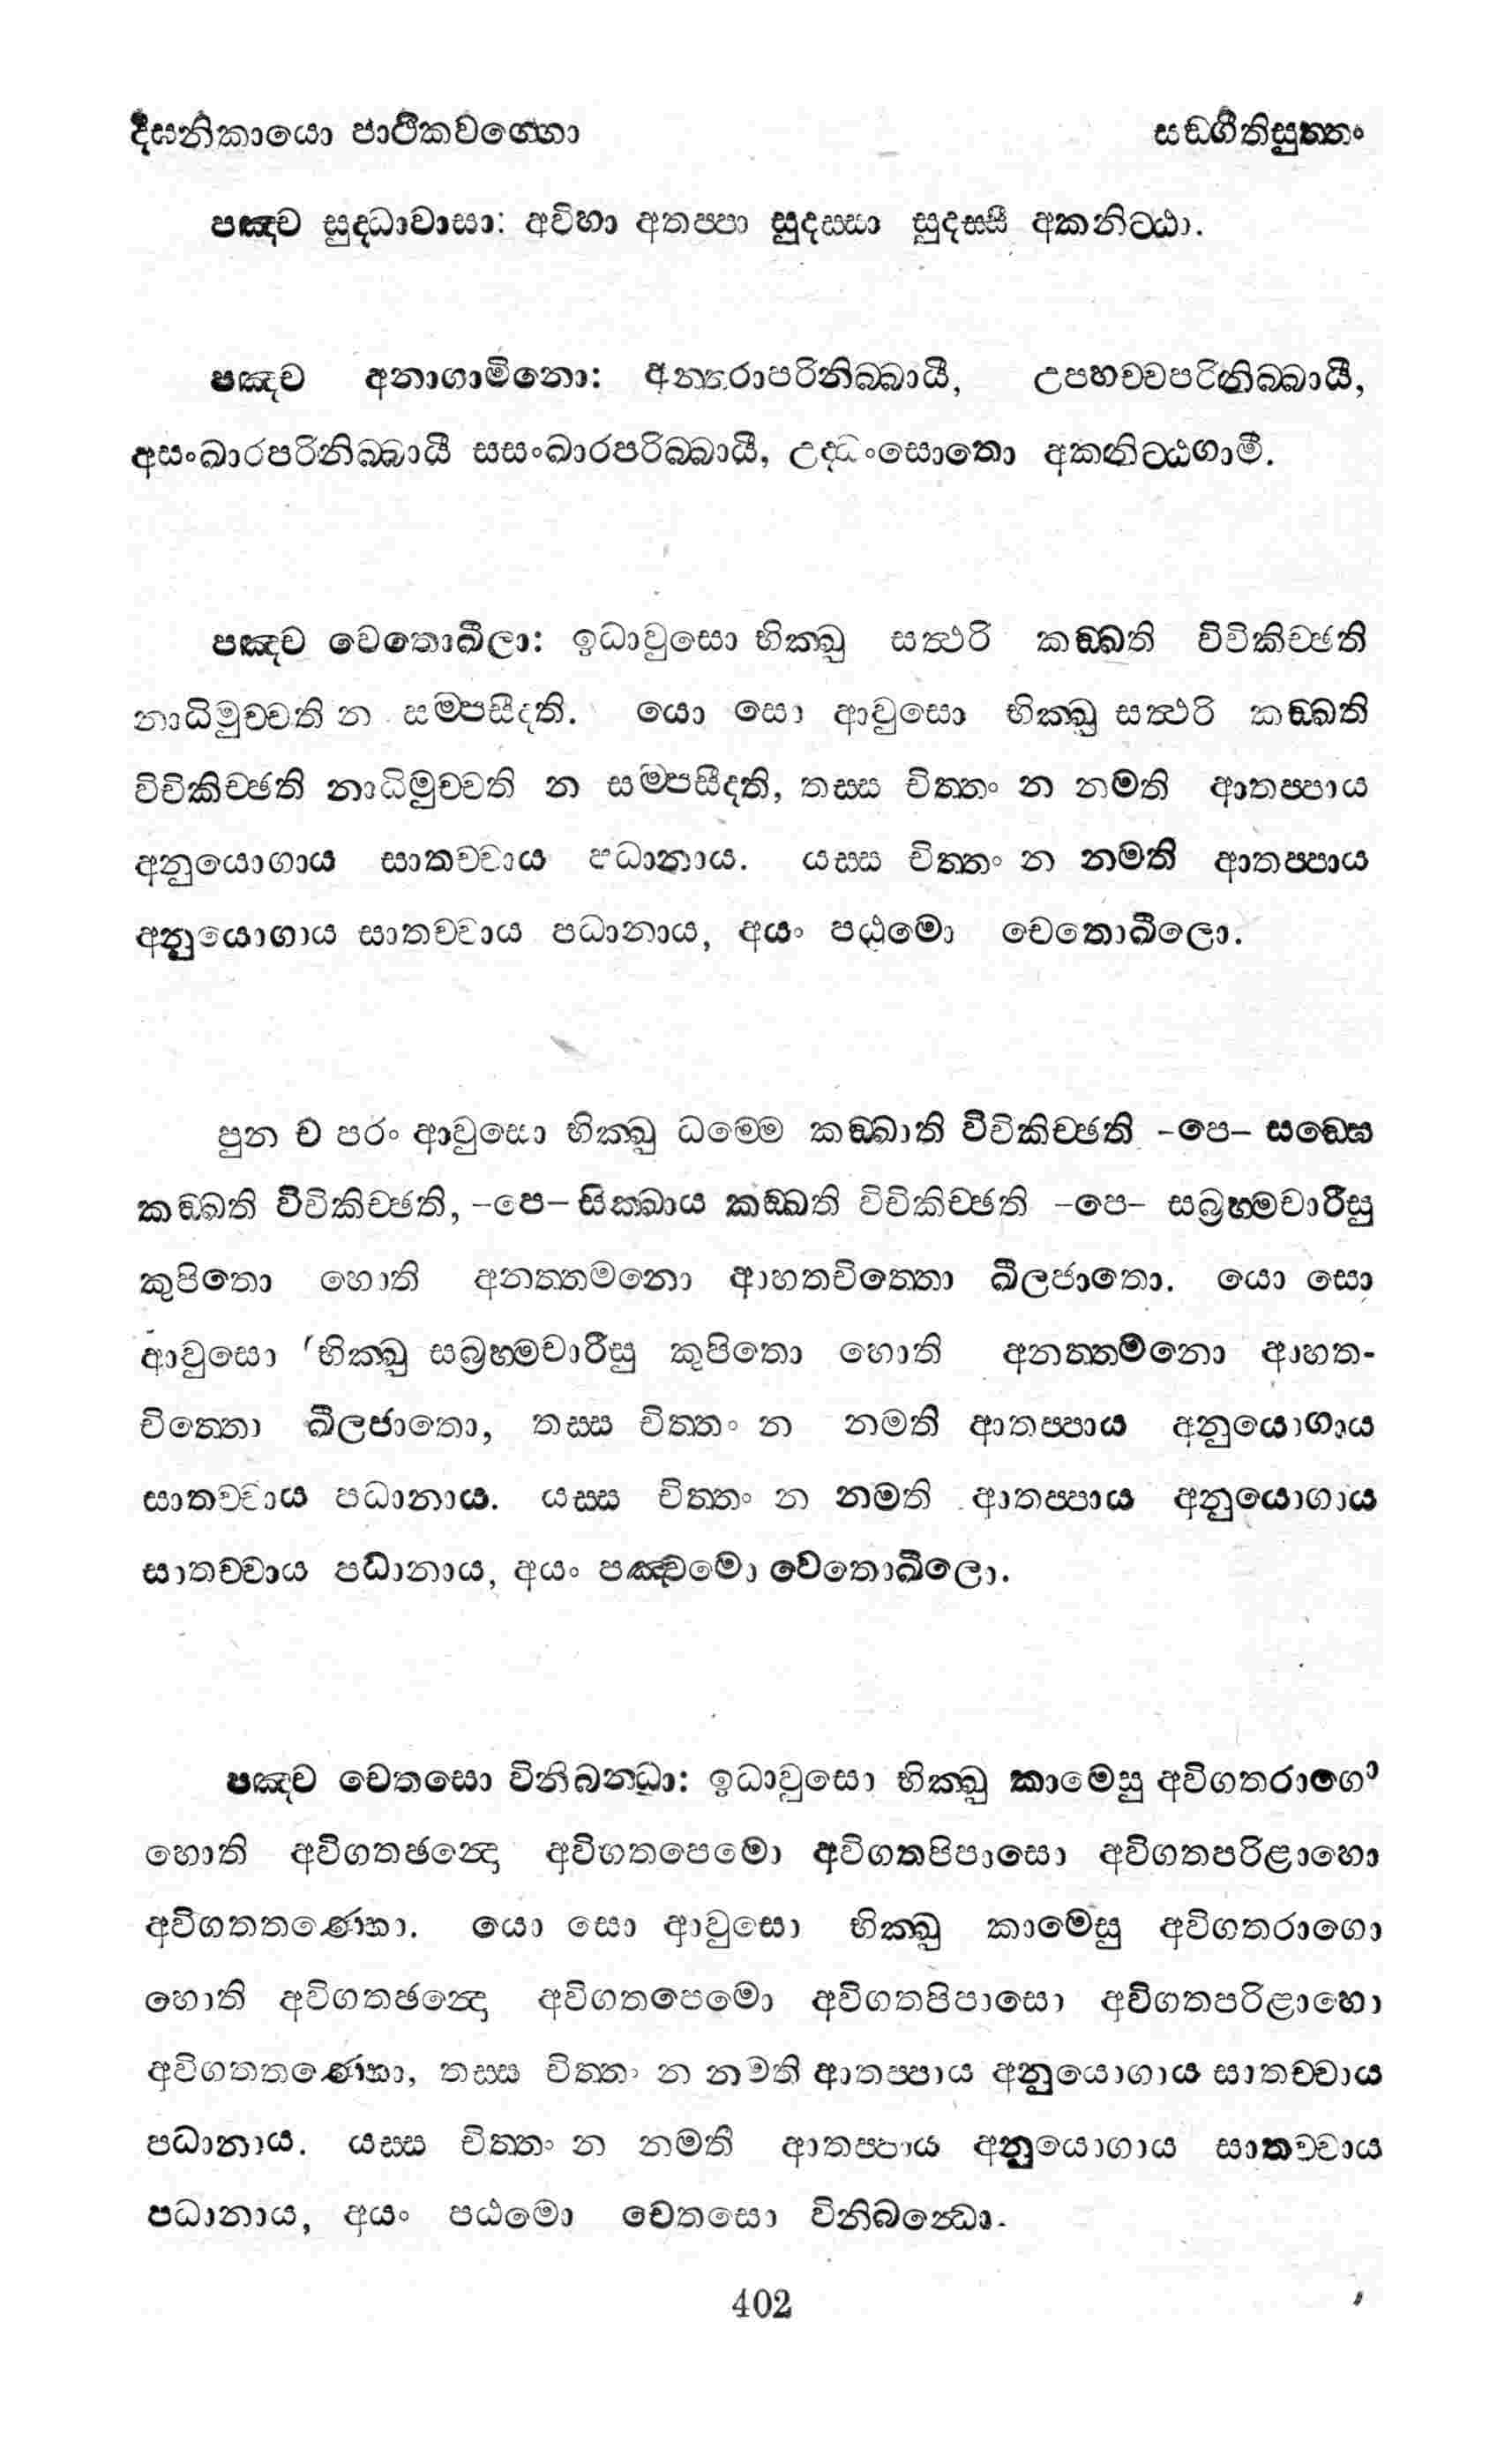 දීඝනිකායො පාථිකවග්ගො
සඞ්ගීතිසුත්තං
පඤ්ච සුද්ධාවාසා: අවිහා අතප්පා සුදස්සා සුදස්සී අකනිට්ඨා.
පඤ්ච අනාගාමිනො: අන්තරාපරිනිබ්බායී, උපහච්චපරිනිබ්බායී,
අසංඛාරපරිනිබ්බායී සසංඛාරපරිබ්බායී, උද්ධංසොතො අකනිට්ඨගාමී.
පඤ්ච චෙතොඛීලා: ඉධාවුසො භික්ඛු සත්ථරි කඞ්ඛති විචිකිච්ඡති
නාධිමුච්චති න සම්පසීදති. යො සො ආවුසො භික්ඛු සත්ථරි කඞ්ඛති
විචිකිච්ඡති නාධිමුච්චති න සම්පසීදති, තස්ස චිත්තං න නමති ආතප්පාය
අනුයොගාය සාතච්චාය පධානාය. යස්ස චිත්තං න නමති ආතප්පාය
අනුයොගාය සාතච්චාය පධානාය, අයං පඨමො චෙතොඛීලො.
පුන ච පරං ආවුසො භික්ඛු ධම්මෙ කඞ්ඛාති විචිකිච්ඡති -පෙ- සඞ්ඝෙ
කඞ්ඛති විචිකිච්ඡති, -පෙ- සික්ඛාය කඞ්ඛති විචිකිච්ඡති -පෙ- සබ්‍රහ්මචාරීසු
කුපිතො හොති අනත්තමනො ආහතචිත්තො ඛීලජාතො. යො සො
ආවුසො භික්ඛු සබ්‍රහ්මචාරීසු කුපිතො හොති අනත්තමනො ආහත-
චිත්තො ඛීලජාතො, තස්ස චිත්තං න නමති ආතප්පාය අනුයොගාය
සාතච්චාය පධානාය. යස්ස චිත්තං න නමති ආතප්පාය අනුයොගාය
සාතච්චාය පධානාය, අයං පඤ්චමො චෙතොඛීලො.
පඤ්ච චෙතසො විනිබන්ධා: ඉධාවුසො භික්ඛු කාමෙසු අවිගතරාගො
හොති අවිගතඡන්දො අවිගතපෙමො අවිගතපිපාසො අවිගතපරිළාහො
අවිගතතණ්හො. යො සො ආවුසො භික්ඛු කාමෙසු අවිගතරාගො
හොති අවිගතඡන්දො අවිගතපෙමො අවිගතපිපාසො අවිගතපරිළාහො
අවිගතතණ්හො, තස්ස චිත්තං න නමති ආතප්පාය අනුයොගාය සාතච්චාය
පධානාය. යස්ස චිත්තං න නමති ආතප්පාය අනුයොගාය සාතච්චාය
පධානාය, අයං පඨමො චෙතසො විනිබන්ධො.
402